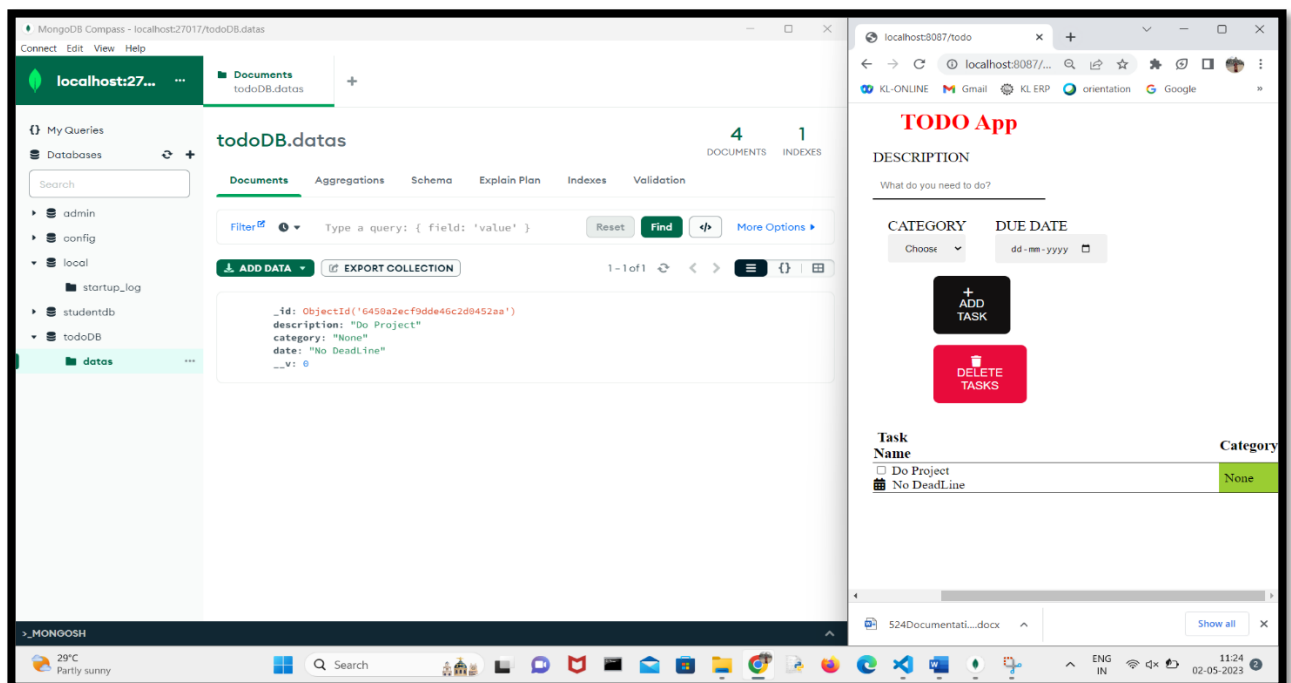 MongoDB Compass - localhost:27017/todoDB.datas
Connect Edit View Help
localhost:27... ...
Documents
todoDB.datas
+
{} My Queries
Databases
+
Search
admin
config
local
startup_log
studentdb
todoDB
datas
...
todoDB.datas
4
DOCUMENTS
1
INDEXES
Documents Aggregations Schema Explain Plan Indexes Validation
Filter Type a query: { field: 'value' } Reset Find </> More Options
ADD DATA EXPORT COLLECTION 1-1 of 1 < > {}
_id: ObjectId('6450a2ecf9dde46c2d0452aa')
description: "Do Project"
category: "None"
date: "No DeadLine"
__v: 0
>_MONGOSH
localhost:8087/todo × +
localhost:8087/...
KL-ONLINE Gmail KL ERP orientation Google »
TODO App
DESCRIPTION
What do you need to do?
CATEGORY DUE DATE
Choose dd-mm-yyyy
+
ADD
TASK
DELETE
TASKS
Task
Name Category
Do Project
No DeadLine
None
524Documentati....docx Show all ×
29°C
Partly sunny
Search
ENG
IN
11:24
02-05-2023
2